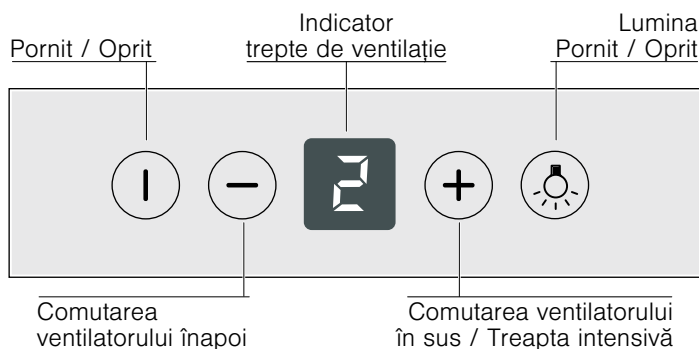 Indicator
trepte de ventilație
Lumina
Pornit / Oprit
Pornit / Oprit
2
Comutarea
ventilatorului înapoi
Comutarea ventilatorului
în sus / Treapta intensivă